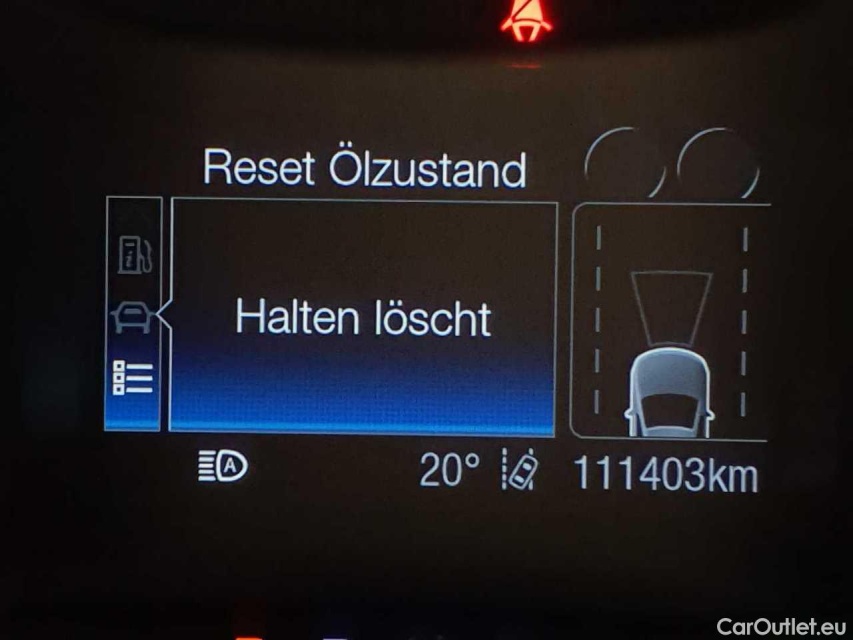 Reset Ölzustand
Halten löscht
A
20° 111403km
CarOutlet.eu